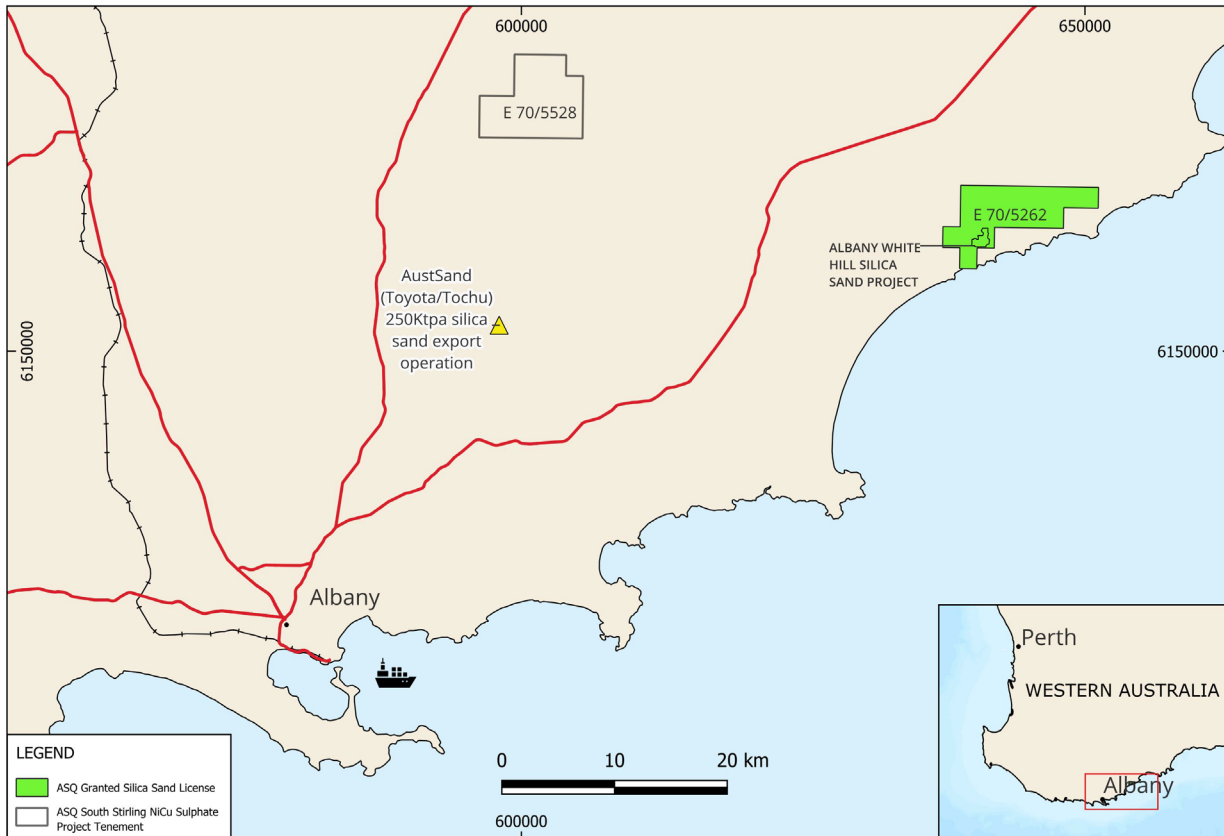 600000
650000
E 70/5528
E 70/5262
ALBANY WHITE
HILL SILICA
SAND PROJECT
AustSand
(Toyota/Tochu)
250Ktpa silica
sand export
operation
6150000
6150000
Albany
Perth
WESTERN AUSTRALIA
Albany
LEGEND
ASQ Granted Silica Sand License
ASQ South Stirling NiCu Sulphate
Project Tenement
0 10 20 km
600000